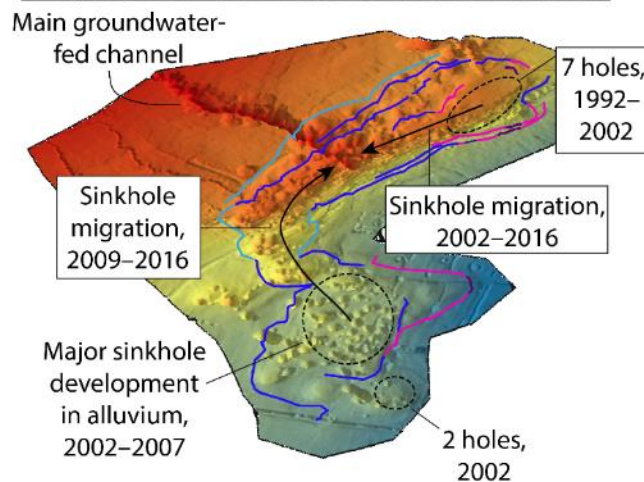 Main groundwater-
fed channel
7 holes,
1992–
2002
Sinkhole
migration,
2009–2016
Sinkhole migration,
2002–2016
Major sinkhole
development
in alluvium,
2002–2007
2 holes,
2002